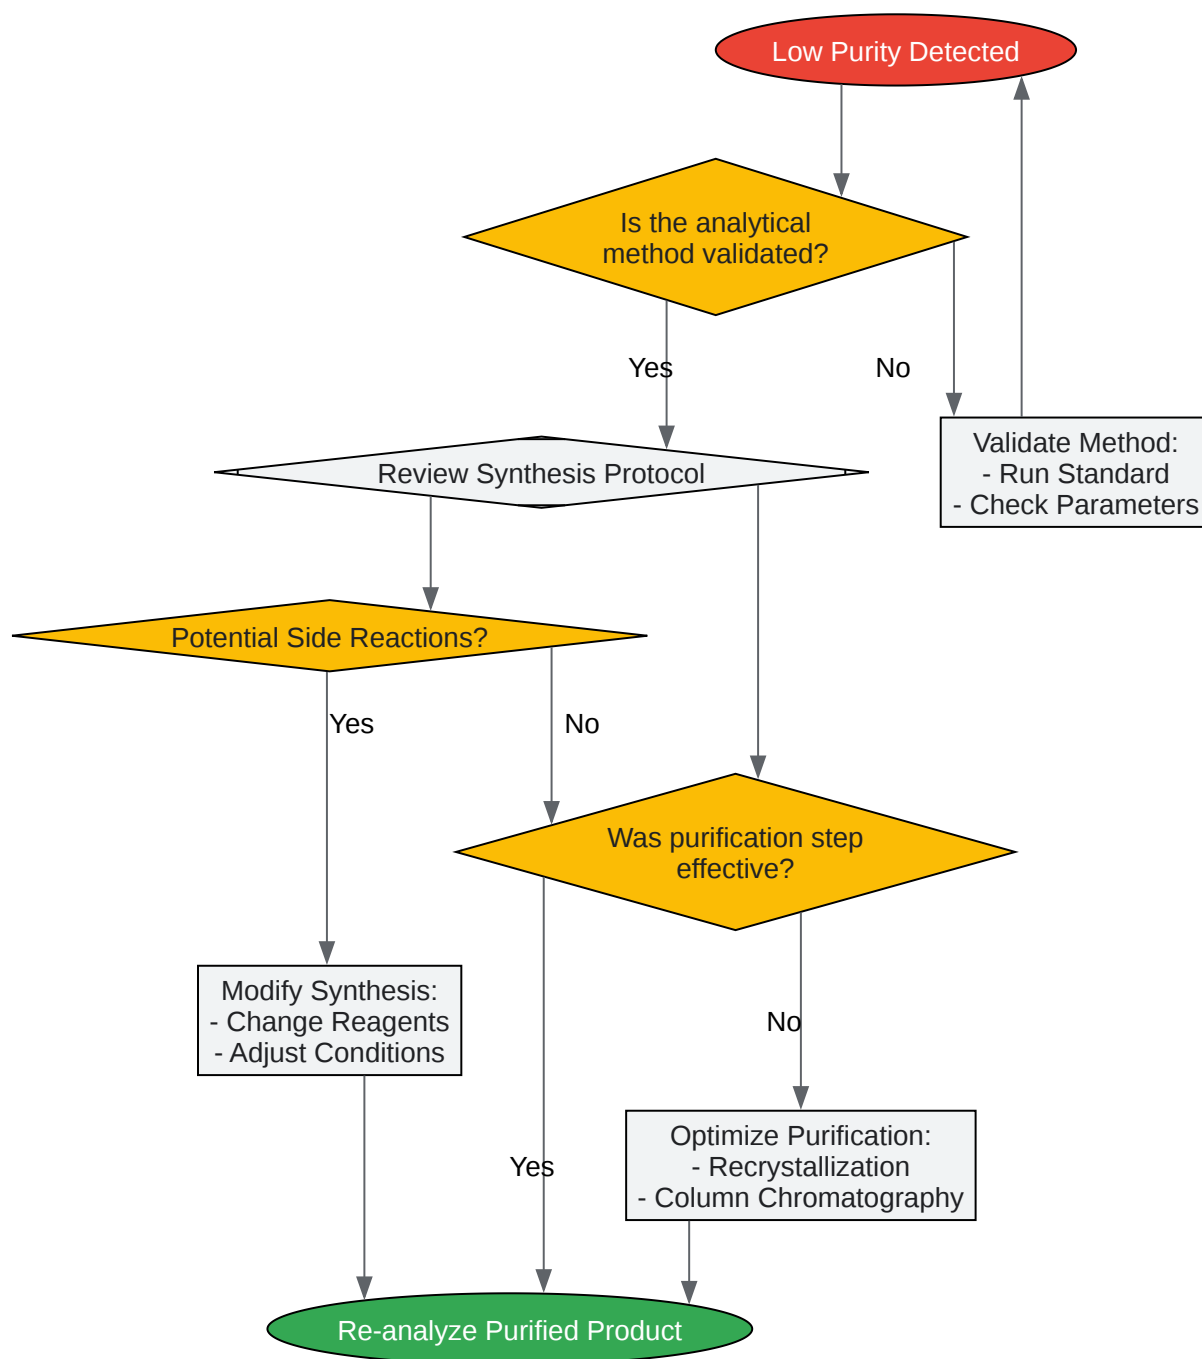 Low Purity Detected
Is the analytical
method validated?
Yes
No
Validate Method:
- Run Standard
- Check Parameters
Review Synthesis Protocol
Potential Side Reactions?
Yes
No
Was purification step
effective?
Modify Synthesis:
- Change Reagents
- Adjust Conditions
No
Optimize Purification:
- Recrystallization
- Column Chromatography
Yes
Re-analyze Purified Product